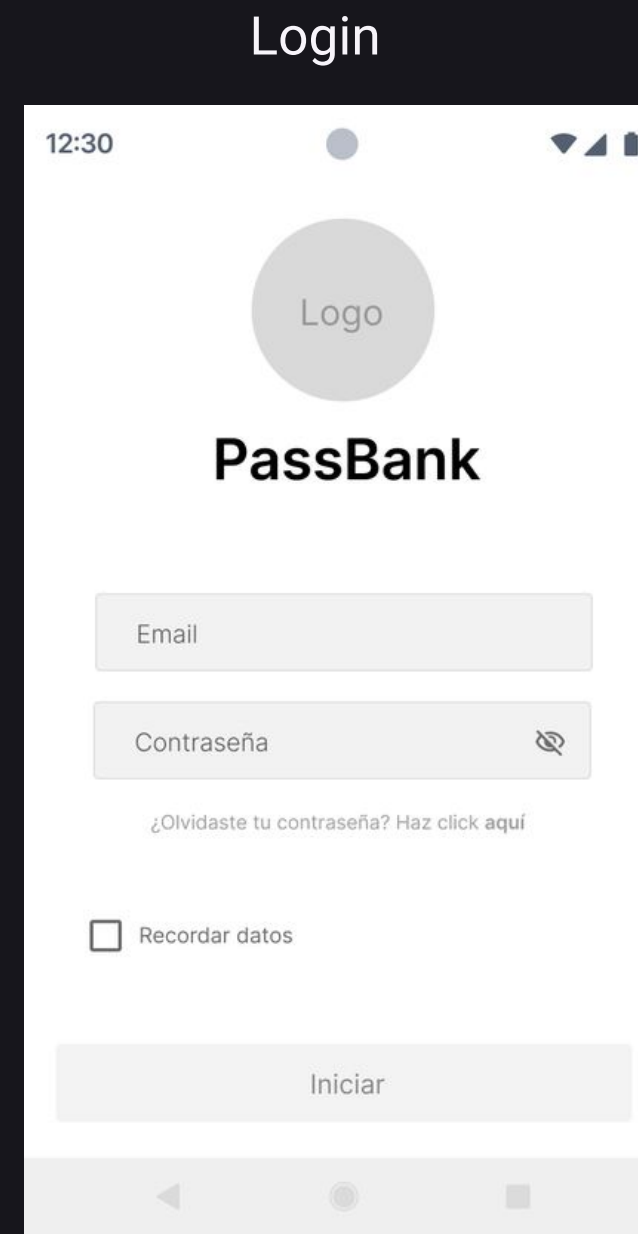 Login
12:30
Logo
PassBank
Email
Contraseña
¿Olvidaste tu contraseña? Haz click aquí
Recordar datos
Iniciar